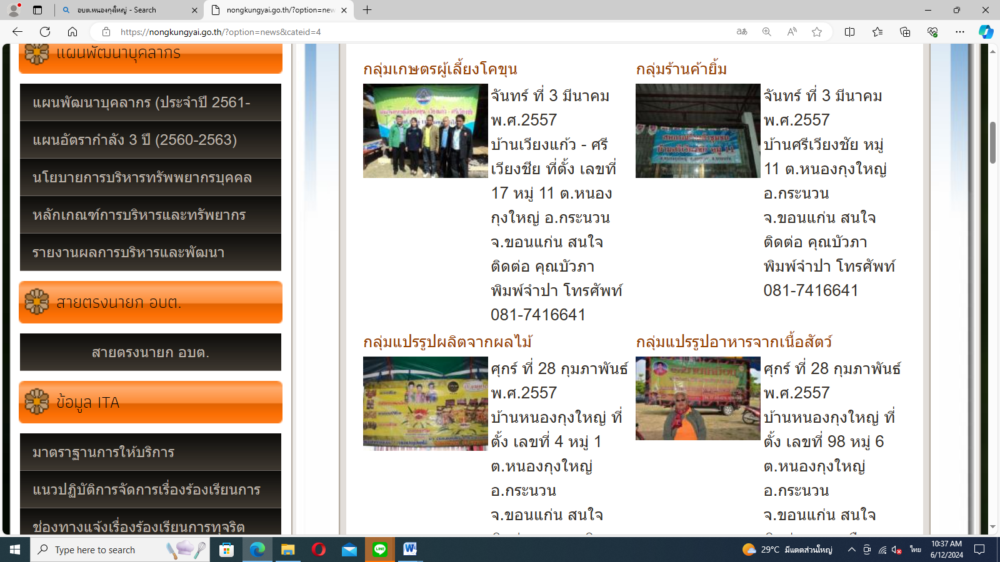 อบต.หนองกุงใหญ่ - Search
nongkungyai.go.th/?option=new
https://nongkungyai.go.th/?option=news&cateid=4
แผนพัฒนาบุคลากร
แผนพัฒนาบุคลากร (ประจำปี 2561-
แผนอัตรากำลัง 3 ปี (2560-2563)
นโยบายการบริหารทรัพพยากรบุคคล
หลักเกณฑ์การบริหารและทรัพยากร
รายงานผลการบริหารและพัฒนา
สายตรงนายก อบต.
สายตรงนายก อบต.
ข้อมูล ITA
มาตราฐานการให้บริการ
แนวปฏิบัติการจัดการเรื่องร้องเรียนการ
ช่องทางแจ้งเรื่องร้องเรียนการทุจริต
กลุ่มเกษตรผู้เลี้ยงโคขุน
จันทร์ ที่ 3 มีนาคม
พ.ศ.2557
บ้านเวียงแก้ว - ศรี
เวียงชัย ที่ตั้ง เลขที่
17 หมู่ 11 ต.หนอง
กุงใหญ่ อ.กระนวน
จ.ขอนแก่น สนใจ
ติดต่อ คุณบัวภา
พิมพ์จำปา โทรศัพท์
081-7416641
กลุ่มร้านค้ายิ้ม
จันทร์ ที่ 3 มีนาคม
พ.ศ.2557
บ้านศรีเวียงชัย หมู่
11 ต.หนองกุงใหญ่
อ.กระนวน
จ.ขอนแก่น สนใจ
ติดต่อ คุณบัวภา
พิมพ์จำปา โทรศัพท์
081-7416641
กลุ่มแปรรูปผลิตจากผลไม้
ศุกร์ ที่ 28 กุมภาพันธ์
พ.ศ.2557
บ้านหนองกุงใหญ่ ที่
ตั้ง เลขที่ 4 หมู่ 1
ต.หนองกุงใหญ่
อ.กระนวน
จ.ขอนแก่น สนใจ
กลุ่มแปรรูปอาหารจากเนื้อสัตว์
ศุกร์ ที่ 28 กุมภาพันธ์
พ.ศ.2557
บ้านหนองกุงใหญ่ ที่
ตั้ง เลขที่ 98 หมู่ 6
ต.หนองกุงใหญ่
อ.กระนวน
จ.ขอนแก่น สนใจ
Type here to search
LINE
29°C มีแดดส่วนใหญ่
ไทย
10:37 AM
6/12/2024